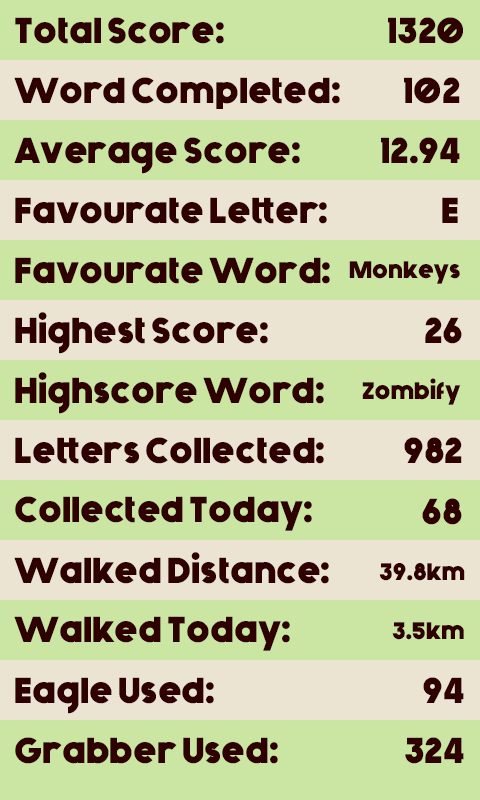 Total Score: 1320
Word Completed: 102
Average Score: 12.94
Favourate Letter: E
Favourate Word: Monkeys
Highest Score: 26
Highscore Word: Zombify
Letters Collected: 982
Collected Today: 68
Walked Distance: 39.8km
Walked Today: 3.5km
Eagle Used: 94
Grabber Used: 324